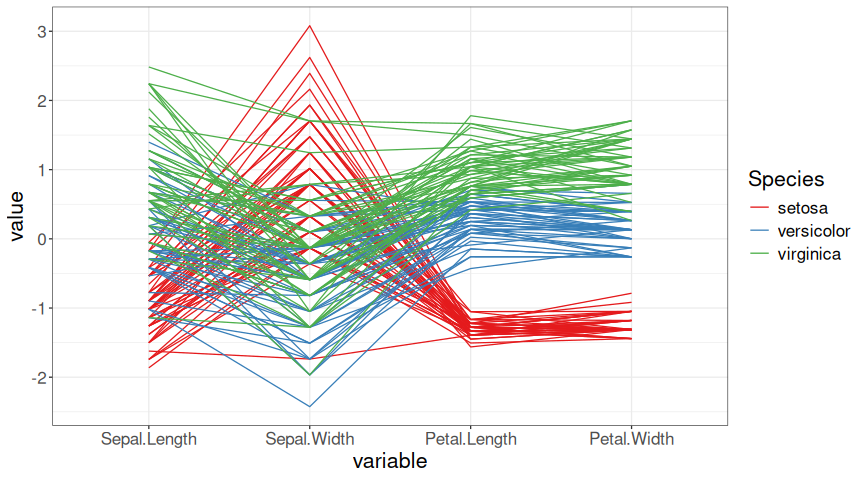 value
3
2
1
0
-1
-2
Sepal.Length Sepal.Width Petal.Length Petal.Width
variable
Species
setosa
versicolor
virginica